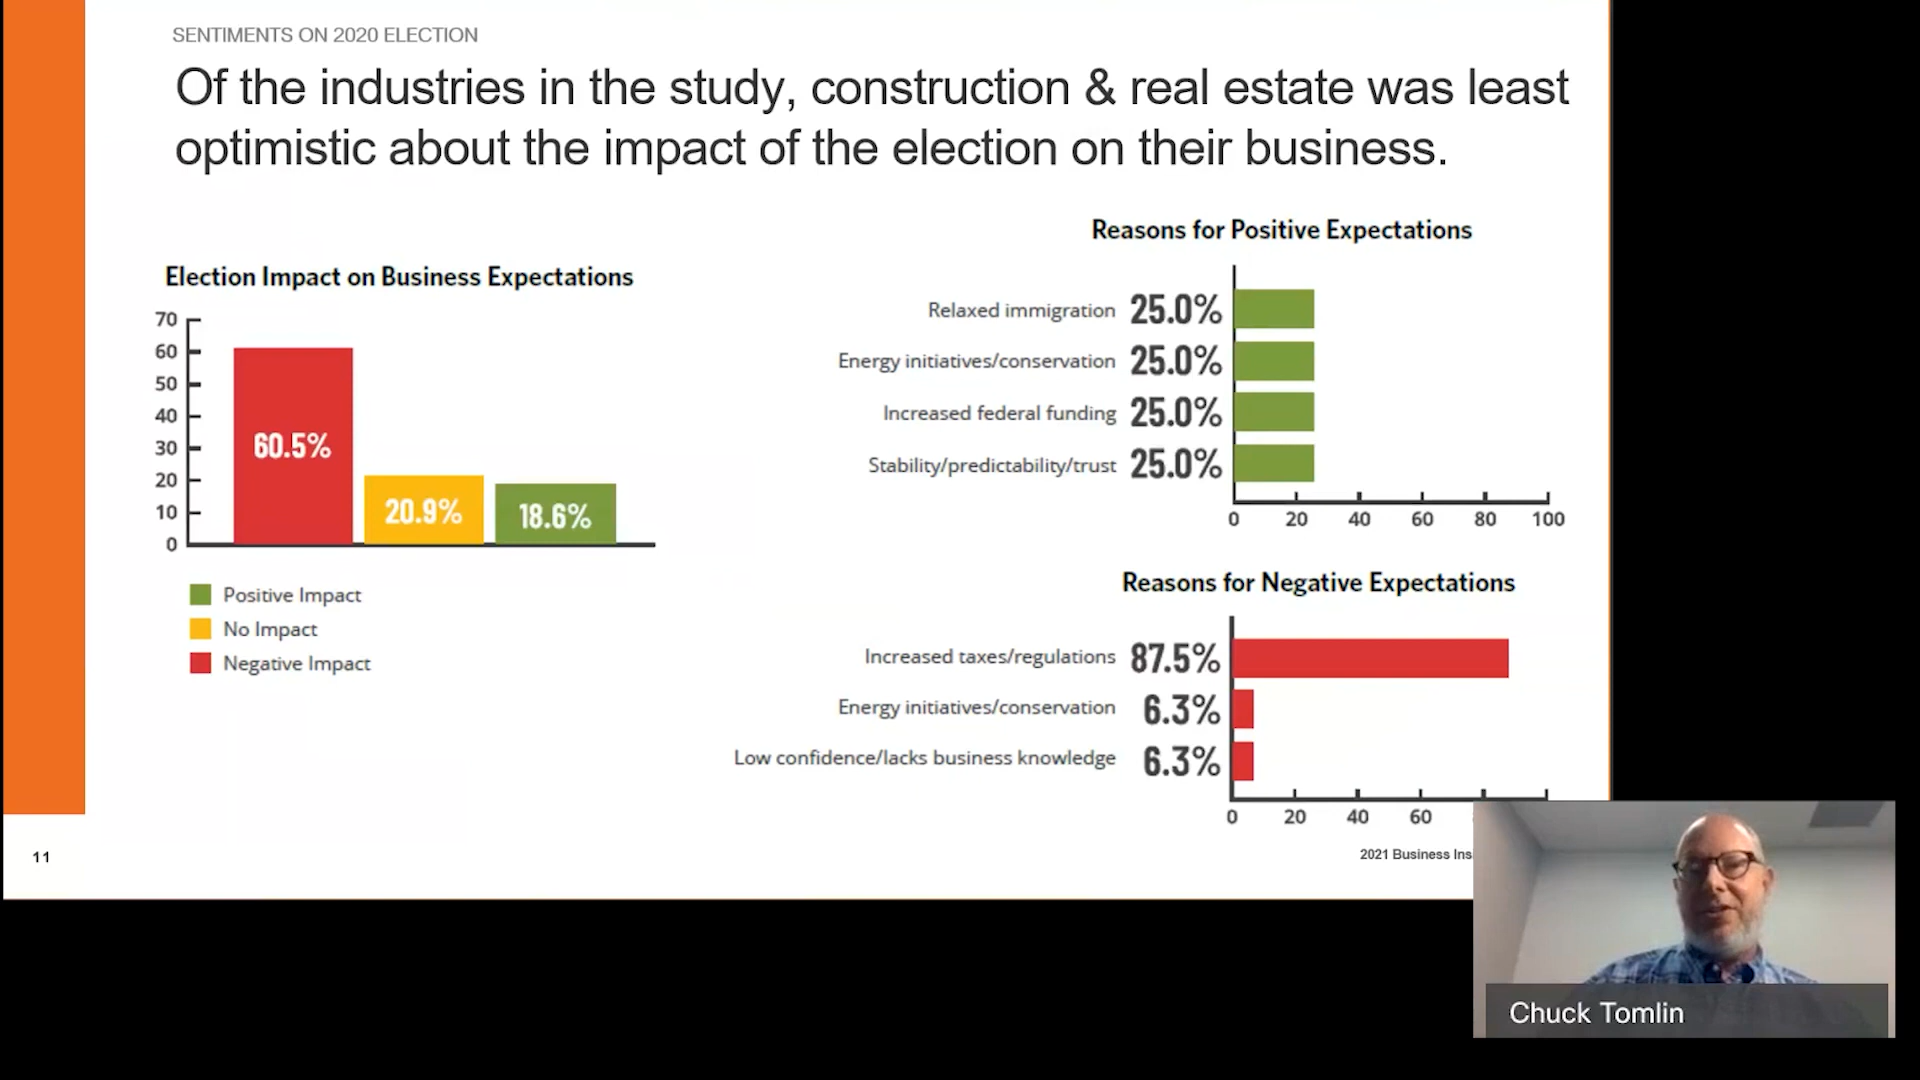 SENTIMENTS ON 2020 ELECTION
Of the industries in the study, construction & real estate was least
optimistic about the impact of the election on their business.
Election Impact on Business Expectations
70
60
50
40
30
20
10
0
60.5%
20.9%
18.6%
Positive Impact
No Impact
Negative Impact
Reasons for Positive Expectations
Relaxed immigration 25.0%
Energy initiatives/conservation 25.0%
Increased federal funding 25.0%
Stability/predictability/trust 25.0%
0 20 40 60 80 100
Reasons for Negative Expectations
Increased taxes/regulations 87.5%
Energy initiatives/conservation 6.3%
Low confidence/lacks business knowledge 6.3%
0 20 40 60
11
2021 Business
Chuck Tomlin